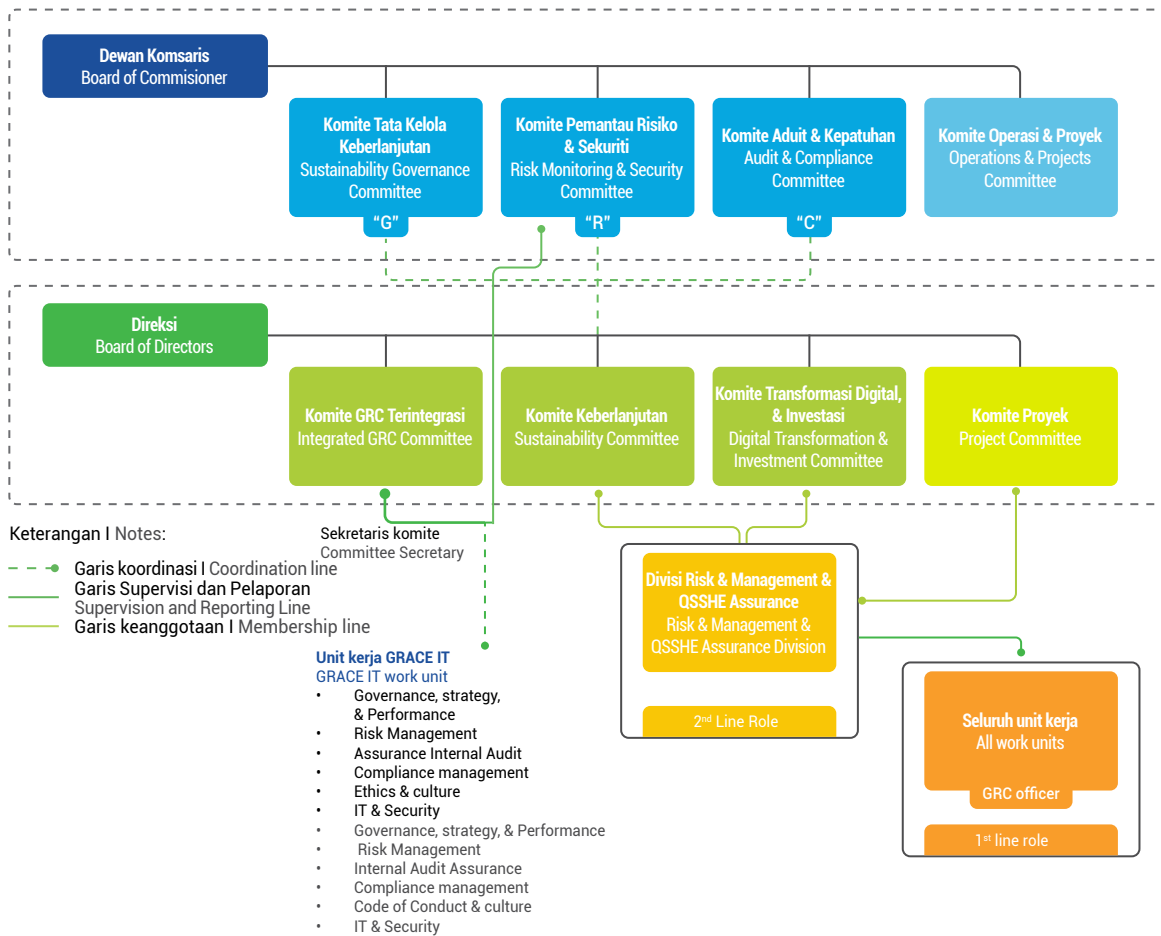 Dewan Komsaris
Board of Commisioner
Komite Tata Kelola
Keberlanjutan
Sustainability Governance
Committee
“G”
Komite Pemantau Risiko
& Sekuriti
Risk Monitoring & Security
Committee
“R”
Komite Aduit & Kepatuhan
Audit & Compliance
Committee
“C”
Komite Operasi & Proyek
Operations & Projects
Committee
Direksi
Board of Directors
Komite GRC Terintegrasi
Integrated GRC Committee
Komite Keberlanjutan
Sustainability Committee
Komite Transformasi Digital,
& Investasi
Digital Transformation &
Investment Committee
Komite Proyek
Project Committee
Keterangan I Notes:
Garis koordinasi I Coordination line
Garis Supervisi dan Pelaporan
Supervision and Reporting Line
Garis keanggotaan I Membership line
Sekretaris komite
Committee Secretary
Unit kerja GRACE IT
GRACE IT work unit
• Governance, strategy,
& Performance
• Risk Management
• Assurance Internal Audit
• Compliance management
• Ethics & culture
• IT & Security
• Governance, strategy, & Performance
• Risk Management
• Internal Audit Assurance
• Compliance management
• Code of Conduct & culture
• IT & Security
Divisi Risk & Management &
QSSHE Assurance
Risk & Management &
QSSHE Assurance Division
2nd Line Role
Seluruh unit kerja
All work units
GRC officer
1st line role